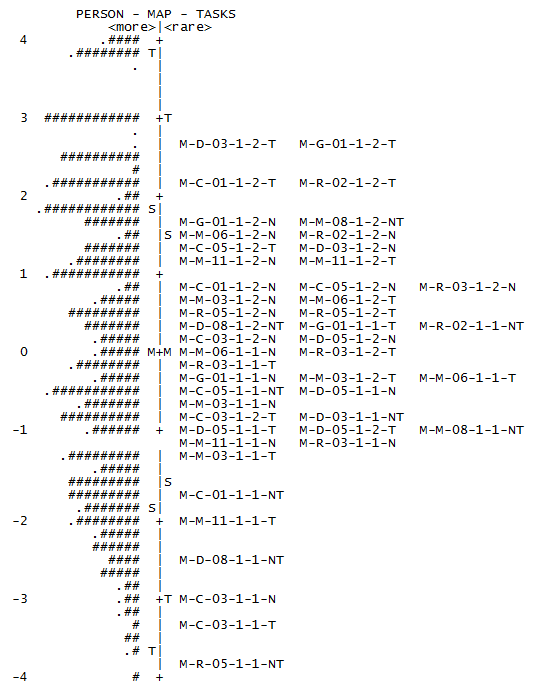 PERSON - MAP - TASKS
<more>|<rare>
4 .#### +
.######## T|
. |
|
|
|
3 ############ +T
. |
. | M-D-03-1-2-T M-G-01-1-2-T
########## |
# |
.########### | M-C-01-1-2-T M-R-02-1-2-T
2 .## +
.############ S|
####### | M-G-01-1-2-N M-M-08-1-2-NT
.## |S M-M-06-1-2-N M-R-02-1-2-N
####### | M-C-05-1-2-T M-D-03-1-2-N
.######## | M-M-11-1-2-N M-M-11-1-2-T
1 .########### +
.## | M-C-01-1-2-N M-C-05-1-2-N M-R-03-1-2-N
.##### | M-M-03-1-2-N M-M-06-1-2-T
######### | M-R-05-1-2-N M-R-05-1-2-T
####### | M-D-08-1-2-NT M-G-01-1-1-T M-R-02-1-1-NT
.##### | M-C-03-1-2-N M-D-05-1-2-N
0 .##### M+M M-M-06-1-1-N M-R-03-1-2-T
.######## | M-R-03-1-1-T
.##### | M-G-01-1-1-N M-M-03-1-2-T M-M-06-1-1-T
.########### | M-C-05-1-1-NT M-D-05-1-1-N
.####### | M-M-03-1-1-N
########## | M-C-03-1-2-T M-D-03-1-1-NT
-1 .###### + M-D-05-1-1-T M-D-05-1-2-T M-M-08-1-1-NT
| M-M-11-1-1-N M-R-03-1-1-N
.######### | M-M-03-1-1-T
.##### |
######### |S
######### | M-C-01-1-1-NT
.####### S|
-2 .######## + M-M-11-1-1-T
.##### |
###### |
#### | M-D-08-1-1-NT
##### |
.## |
-3 .## +T M-C-03-1-1-N
.## |
# | M-C-03-1-1-T
## |
.# T|
| M-R-05-1-1-NT
-4 # +